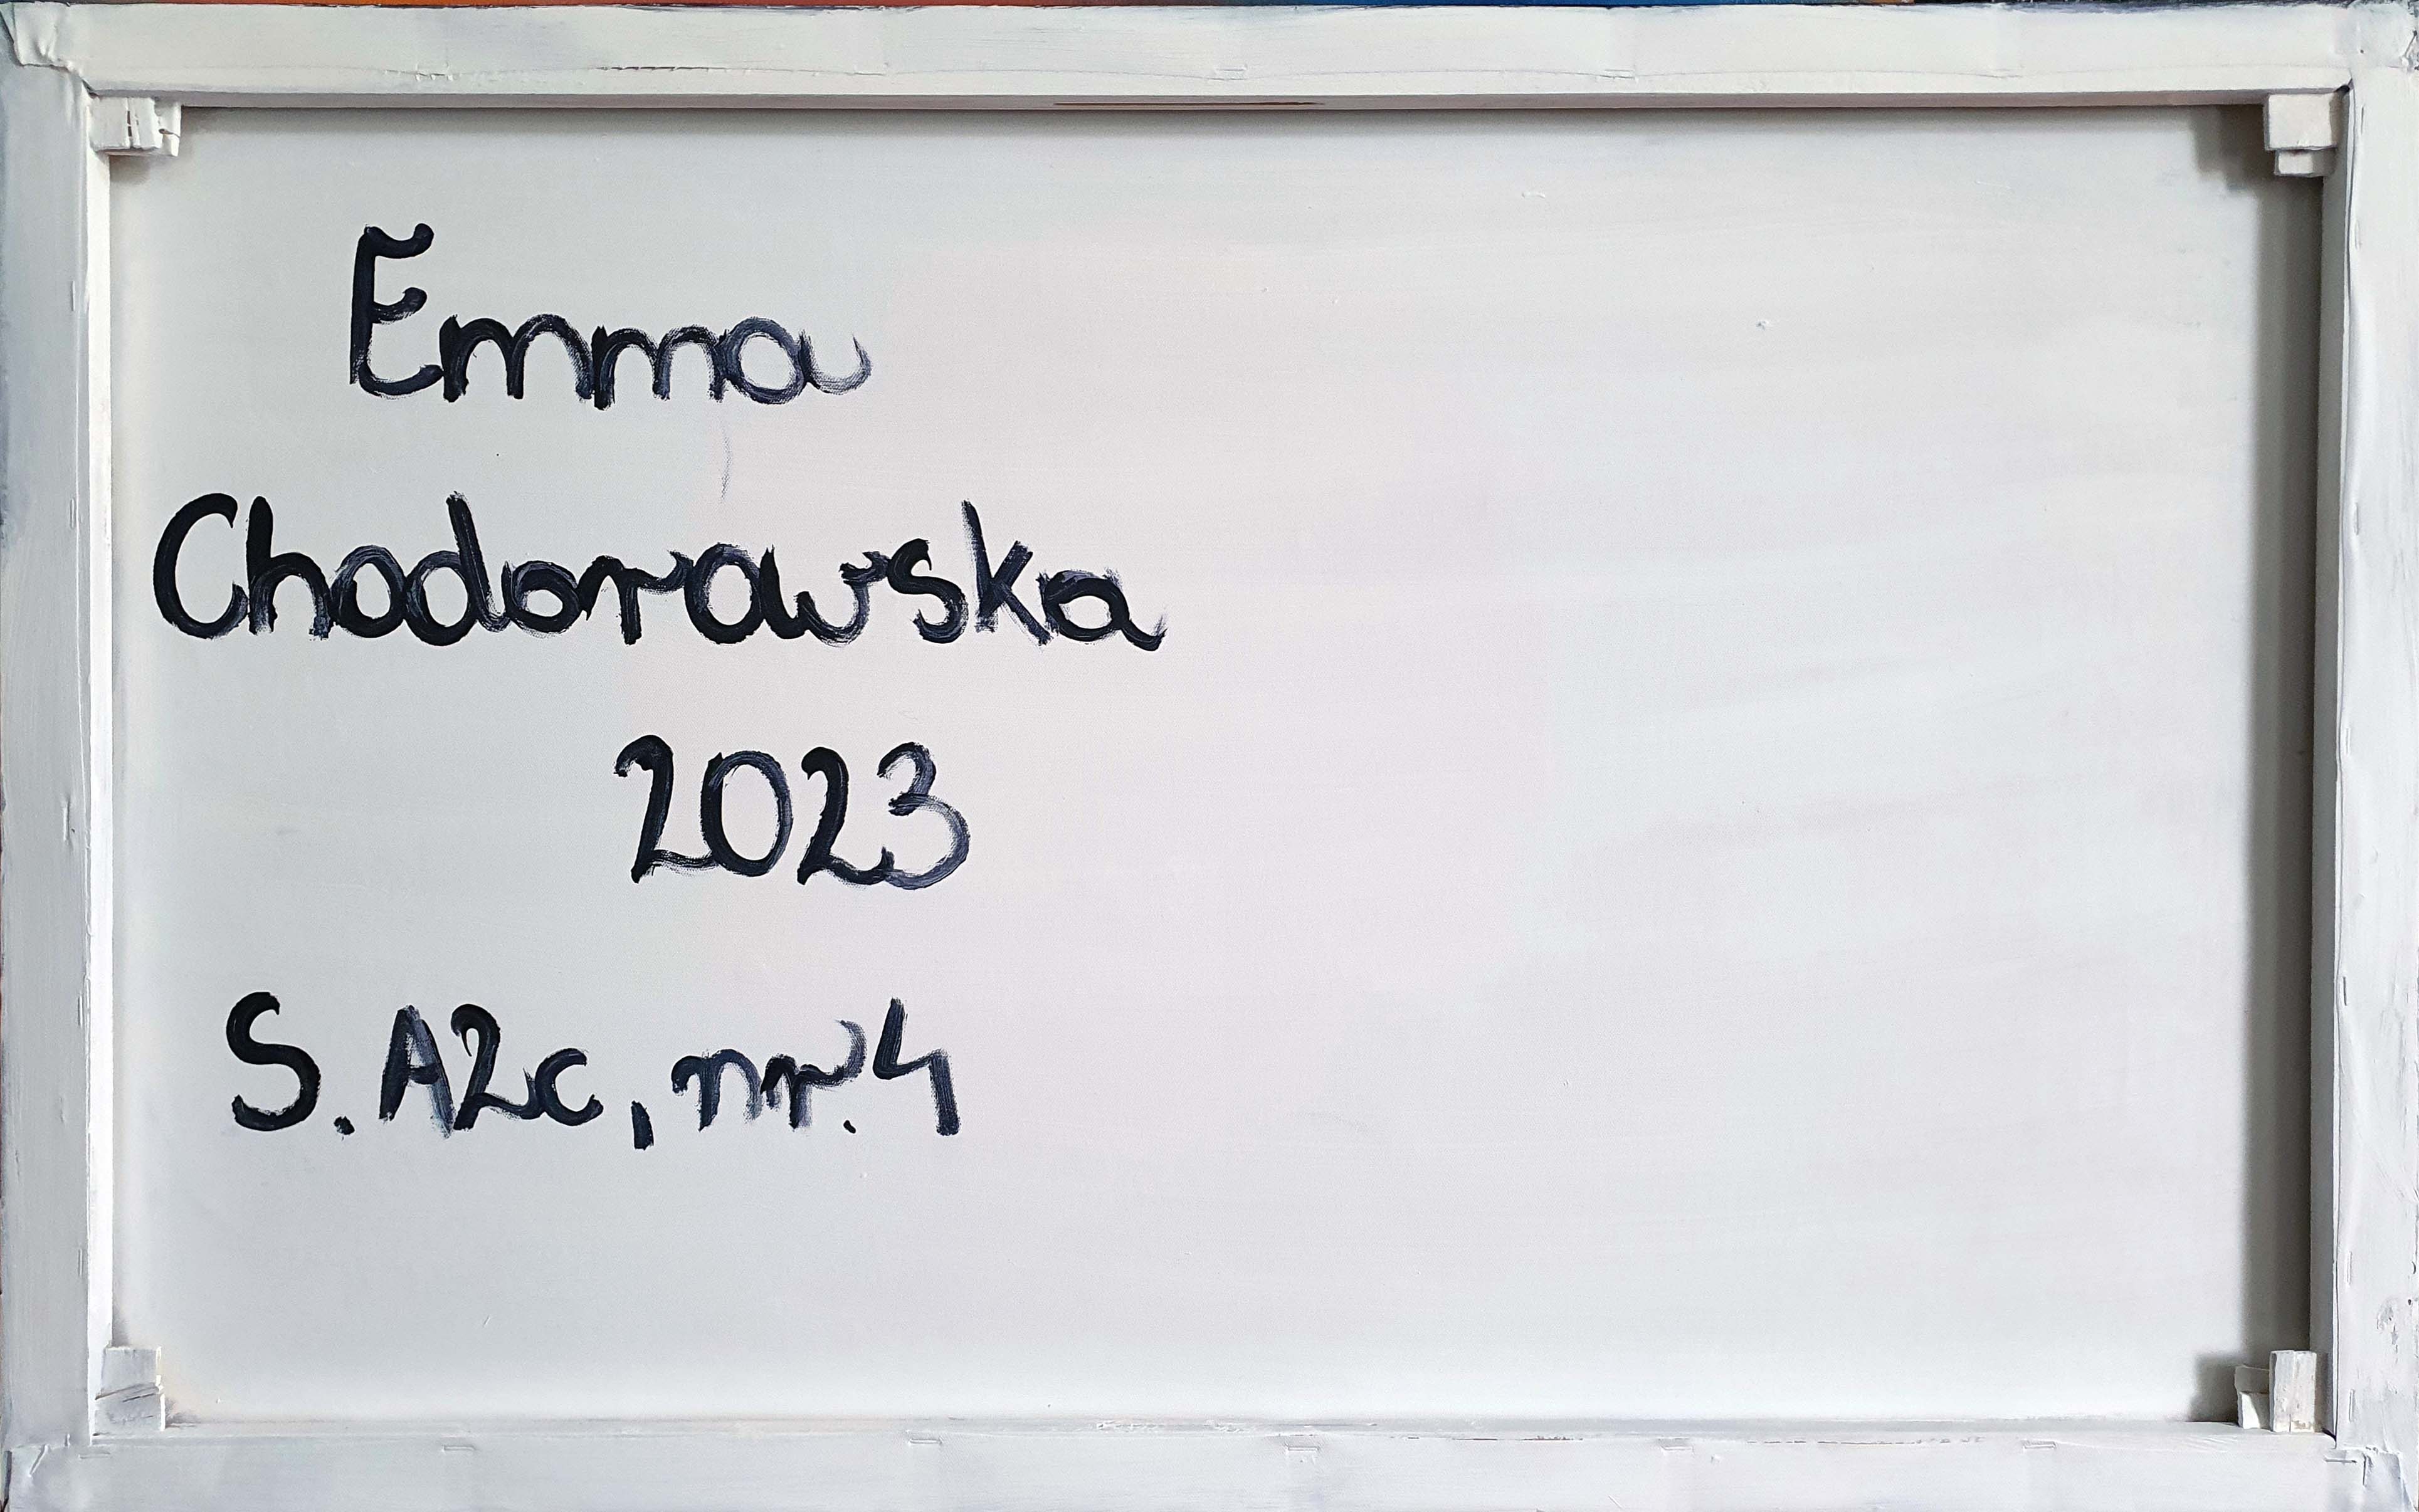 Emma
Chodorowska
2023
S. A2c, nr. 4